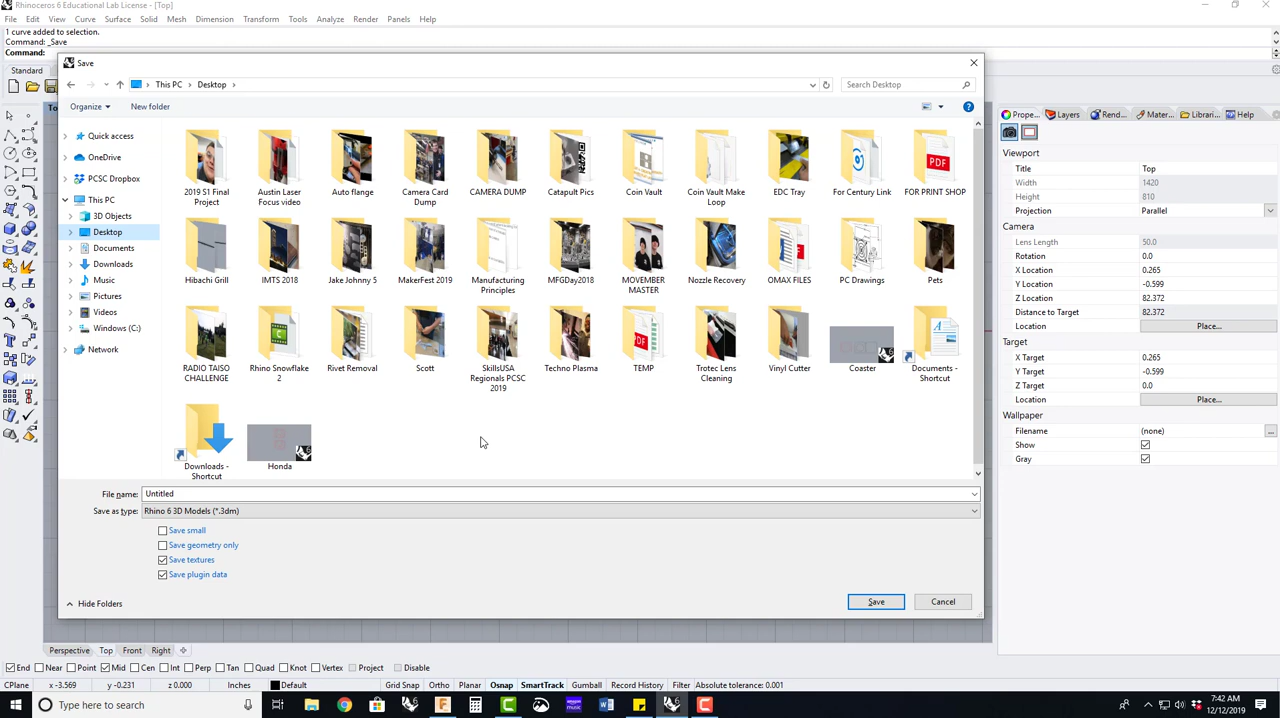 Rhinoceros 6 Educational Lab License - [Top]
File Edit View Curve Surface Solid Mesh Dimension Transform Tools Analyze Render Panels Help
1 curve added to selection.
Command: _Save
Command:
Standard
Save
This PC > Desktop >
Search Desktop
Organize New folder
Quick access
OneDrive
PCSC Dropbox
This PC
3D Objects
Desktop
Documents
Downloads
Music
Pictures
Videos
Windows (C:)
Network
2019 S1 Final Project
Austin Laser Focus video
Auto flange
Camera Card Dump
CAMERA DUMP
Catapult Pics
Coin Vault
Coin Vault Make Loop
EDC Tray
For Century Link
FOR PRINT SHOP
Hibachi Grill
IMTS 2018
Jake Johnny 5
MakerFest 2019
Manufacturing Principles
MFGDay2018
MOVEMBER MASTER
Nozzle Recovery
OMAX FILES
PC Drawings
Pets
RADIO TAISO CHALLENGE
Rhino Snowflake 2
Rivet Removal
Scott
SkillsUSA Regionals PCSC 2019
Techno Plasma
TEMP
Trotec Lens Cleaning
Vinyl Cutter
Coaster
Documents - Shortcut
Downloads - Shortcut
Honda
PDF
PDF
PDF
File name: Untitled
Save as type: Rhino 6 3D Models (*.3dm)
Save small
Save geometry only
Save textures
Save plugin data
Hide Folders
Save Cancel
Prope... Layers Rend... Mater... Librari... Help
Viewport
Title Top
Width 1420
Height 810
Projection Parallel
Camera
Lens Length 50.0
Rotation 0.0
X Location 0.265
Y Location -0.599
Z Location 82.372
Distance to Target 82.372
Location Place...
Target
X Target 0.265
Y Target -0.599
Z Target 0.0
Location Place...
Wallpaper
Filename (none) ...
Show
Gray
Perspective Top Front Right
End Near Point Mid Cen Int Perp Tan Quad Knot Vertex Project Disable
CPlane x -3.569 y -0.231 z 0.000 Inches Default Grid Snap Ortho Planar Osnap SmartTrack Gumball Record History Filter Absolute tolerance: 0.001
Type here to search
7:42 AM
12/12/2019